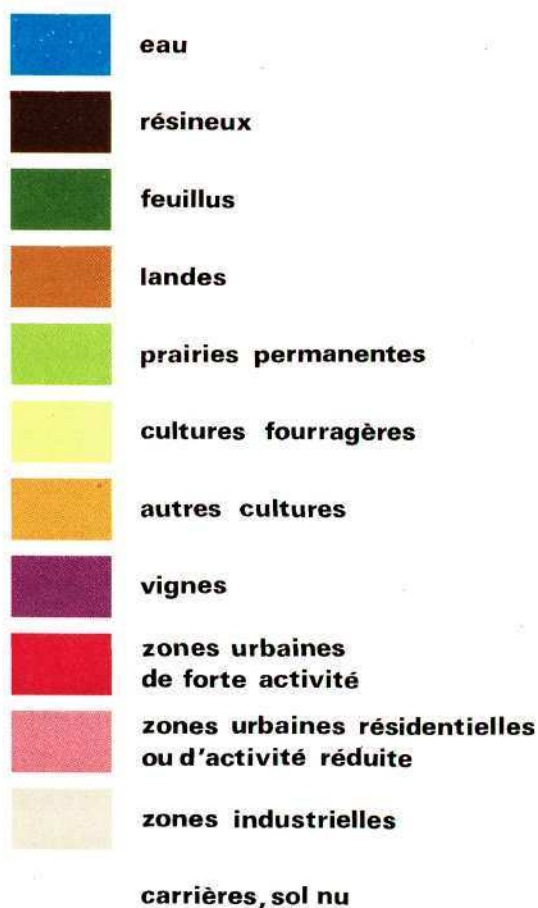 eau
résineux
feuillus
landes
prairies permanentes
cultures fourragères
autres cultures
vignes
zones urbaines
de forte activité
zones urbaines résidentielles
ou d'activité réduite
zones industrielles
carrières, sol nu